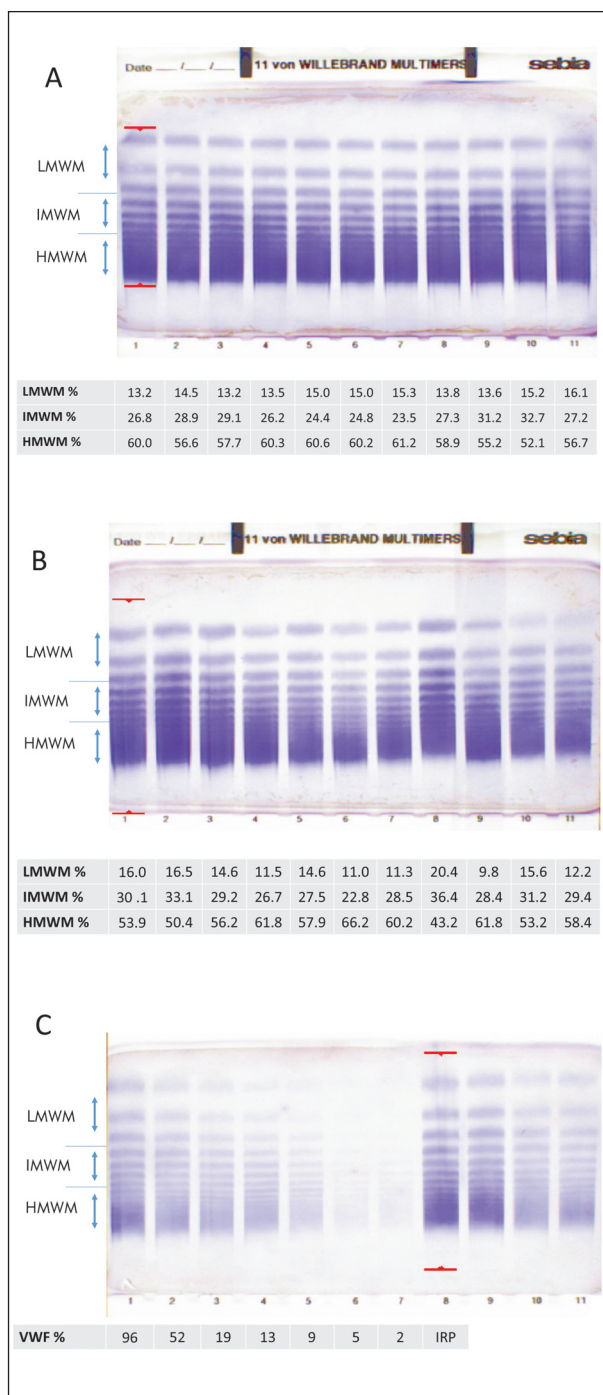 A
Date __/__/__ 11 von WILLEBRAND MULTIMERS sebia
LMWM
IMWM
HMWM
1 2 3 4 5 6 7 8 9 10 11
LMWM % 13.2 14.5 13.2 13.5 15.0 15.0 15.3 13.8 13.6 15.2 16.1
IMWM % 26.8 28.9 29.1 26.2 24.4 24.8 23.5 27.3 31.2 32.7 27.2
HMWM % 60.0 56.6 57.7 60.3 60.6 60.2 61.2 58.9 55.2 52.1 56.7
B
Date __/__/__ 11 von WILLEBRAND MULTIMERS sebia
LMWM
IMWM
HMWM
1 2 3 4 5 6 7 8 9 10 11
LMWM % 16.0 16.5 14.6 11.5 14.6 11.0 11.3 20.4 9.8 15.6 12.2
IMWM % 30 .1 33.1 29.2 26.7 27.5 22.8 28.5 36.4 28.4 31.2 29.4
HMWM % 53.9 50.4 56.2 61.8 57.9 66.2 60.2 43.2 61.8 53.2 58.4
C
LMWM
IMWM
HMWM
1 2 3 4 5 6 7 8 9 10 11
VWF % 96 52 19 13 9 5 2 IRP